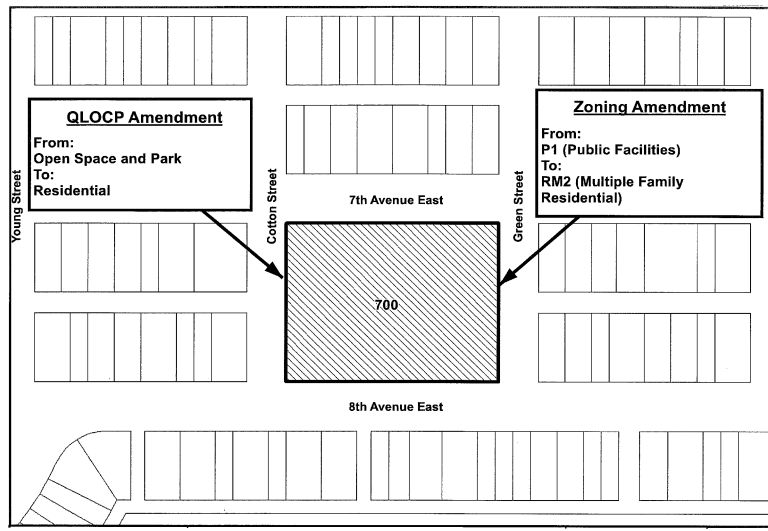 QLOCP Amendment
From:
Open Space and Park
To:
Residential
Zoning Amendment
From:
P1 (Public Facilities)
To:
RM2 (Multiple Family
Residential)
Young Street
Cotton Street
7th Avenue East
Green Street
700
8th Avenue East